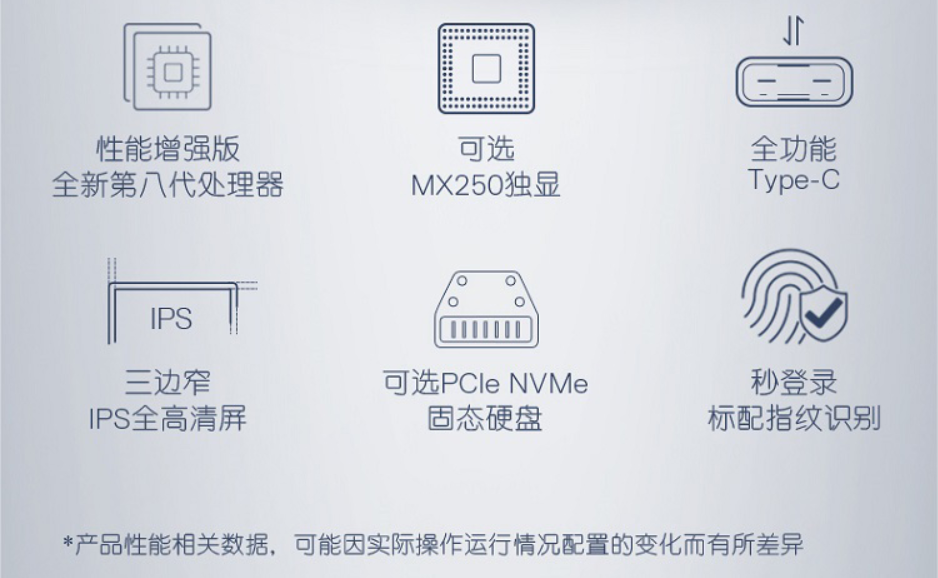 性能增强版
全新第八代处理器
可选
MX250独显
全功能
Type-C
IPS
三边窄
IPS全高清屏
可选PCIe NVMe
固态硬盘
秒登录
标配指纹识别
*产品性能相关数据，可能因实际操作运行情况配置的变化而有所差异